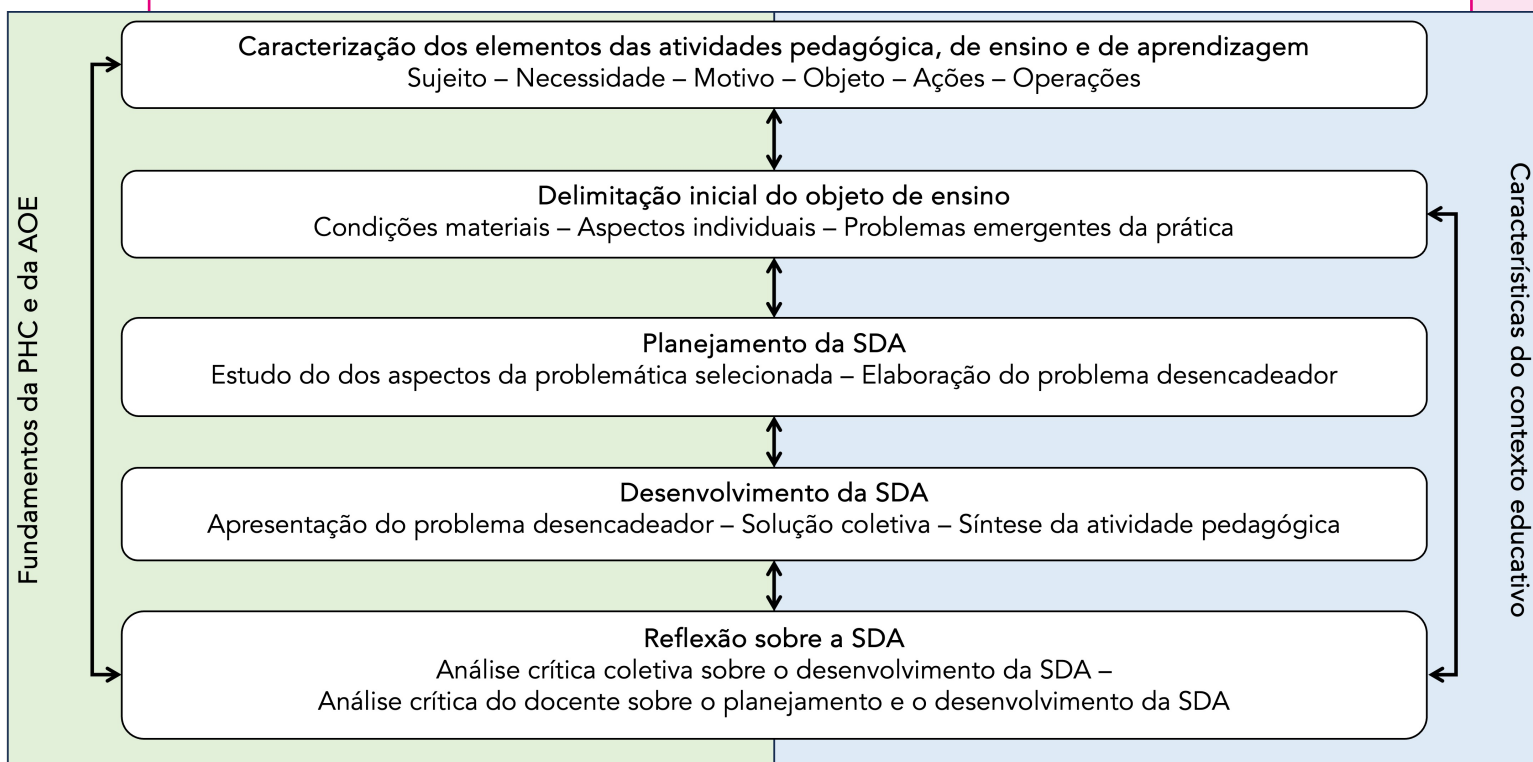 Fundamentos da PHC e da AOE
Caracterização dos elementos das atividades pedagógica, de ensino e de aprendizagem
Sujeito – Necessidade – Motivo – Objeto – Ações – Operações
Delimitação inicial do objeto de ensino
Condições materiais – Aspectos individuais – Problemas emergentes da prática
Planejamento da SDA
Estudo do dos aspectos da problemática selecionada – Elaboração do problema desencadeador
Desenvolvimento da SDA
Apresentação do problema desencadeador – Solução coletiva – Síntese da atividade pedagógica
Reflexão sobre a SDA
Análise crítica coletiva sobre o desenvolvimento da SDA –
Análise crítica do docente sobre o planejamento e o desenvolvimento da SDA
Características do contexto educativo